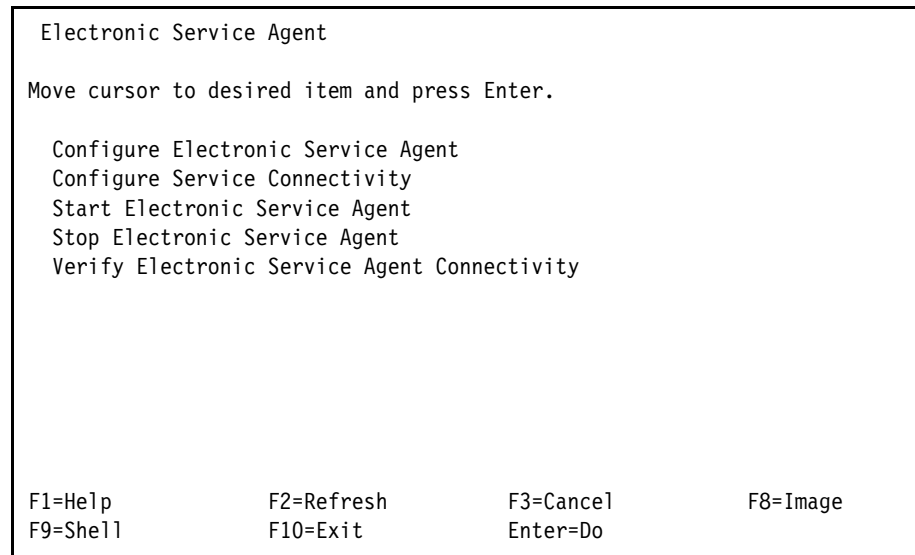 Electronic Service Agent
Move cursor to desired item and press Enter.
Configure Electronic Service Agent
Configure Service Connectivity
Start Electronic Service Agent
Stop Electronic Service Agent
Verify Electronic Service Agent Connectivity
F1=Help F2=Refresh F3=Cancel F8=Image
F9=Shell F10=Exit Enter=Do